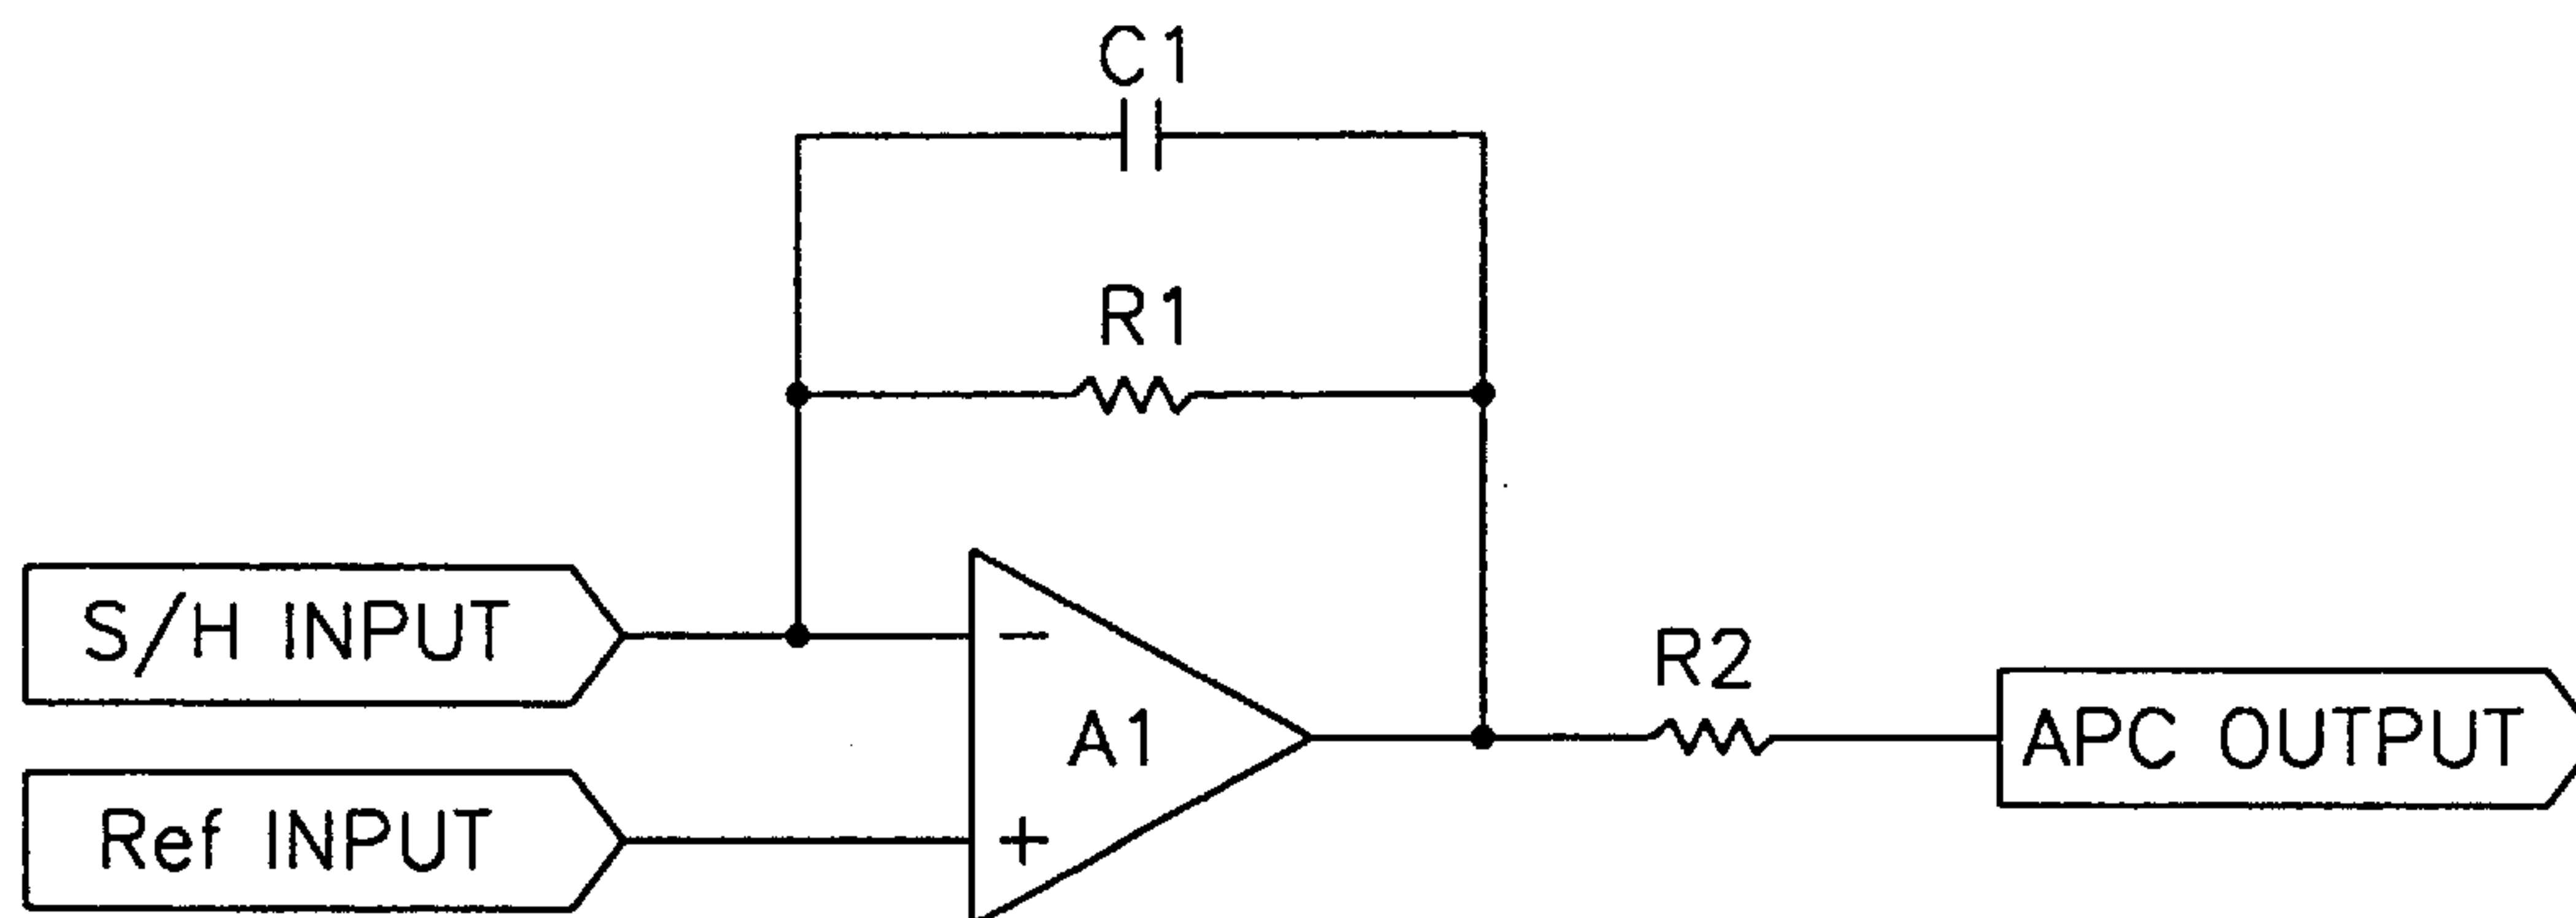 C1
R1
S/H INPUT
−
R2
A1
APC OUTPUT
Ref INPUT
+